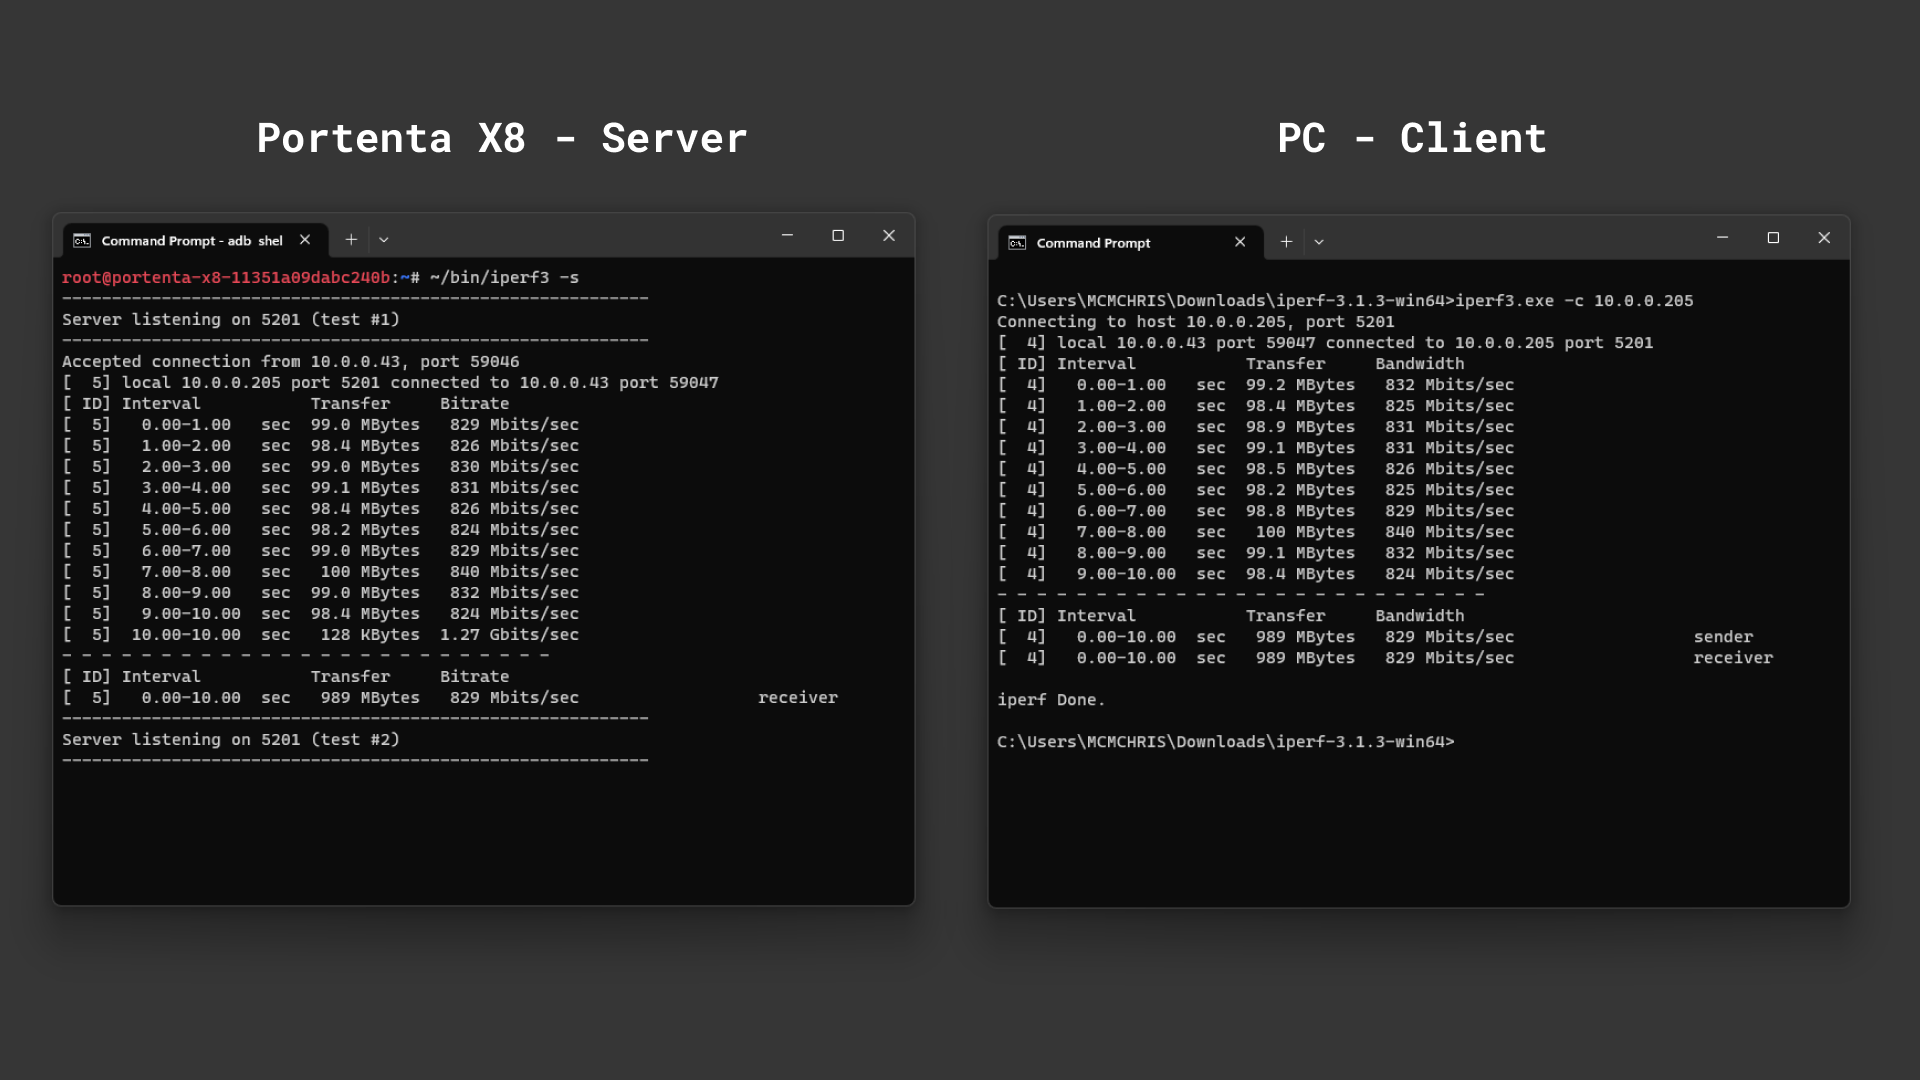 Portenta X8 - Server
Command Prompt - adb  shel
root@portenta-x8-11351a09dabc240b:~# ~/bin/iperf3 -s
-----------------------------------------------------------
Server listening on 5201 (test #1)
-----------------------------------------------------------
Accepted connection from 10.0.0.43, port 59046
[  5] local 10.0.0.205 port 5201 connected to 10.0.0.43 port 59047
[ ID] Interval           Transfer     Bitrate
[  5]   0.00-1.00   sec  99.0 MBytes   829 Mbits/sec
[  5]   1.00-2.00   sec  98.4 MBytes   826 Mbits/sec
[  5]   2.00-3.00   sec  99.0 MBytes   830 Mbits/sec
[  5]   3.00-4.00   sec  99.1 MBytes   831 Mbits/sec
[  5]   4.00-5.00   sec  98.4 MBytes   826 Mbits/sec
[  5]   5.00-6.00   sec  98.2 MBytes   824 Mbits/sec
[  5]   6.00-7.00   sec  99.0 MBytes   829 Mbits/sec
[  5]   7.00-8.00   sec   100 MBytes   840 Mbits/sec
[  5]   8.00-9.00   sec  99.0 MBytes   832 Mbits/sec
[  5]   9.00-10.00  sec  98.4 MBytes   824 Mbits/sec
[  5]  10.00-10.00  sec   128 kBytes  1.27 Gbits/sec
- - - - - - - - - - - - - - - - - - - - - - - - -
[ ID] Interval           Transfer     Bitrate
[  5]   0.00-10.00  sec   989 MBytes   829 Mbits/sec                  receiver
-----------------------------------------------------------
Server listening on 5201 (test #2)
-----------------------------------------------------------
PC - Client
Command Prompt
C:\Users\MCMCHRIS\Downloads\iperf-3.1.3-win64>iperf3.exe -c 10.0.0.205
Connecting to host 10.0.0.205, port 5201
[  4] local 10.0.0.43 port 59047 connected to 10.0.0.205 port 5201
[ ID] Interval           Transfer     Bandwidth
[  4]   0.00-1.00   sec  99.2 MBytes   832 Mbits/sec
[  4]   1.00-2.00   sec  98.4 MBytes   825 Mbits/sec
[  4]   2.00-3.00   sec  98.9 MBytes   831 Mbits/sec
[  4]   3.00-4.00   sec  99.1 MBytes   831 Mbits/sec
[  4]   4.00-5.00   sec  98.5 MBytes   826 Mbits/sec
[  4]   5.00-6.00   sec  98.2 MBytes   825 Mbits/sec
[  4]   6.00-7.00   sec  98.8 MBytes   829 Mbits/sec
[  4]   7.00-8.00   sec   100 MBytes   840 Mbits/sec
[  4]   8.00-9.00   sec  99.1 MBytes   832 Mbits/sec
[  4]   9.00-10.00  sec  98.4 MBytes   824 Mbits/sec
- - - - - - - - - - - - - - - - - - - - - - - - -
[ ID] Interval           Transfer     Bandwidth
[  4]   0.00-10.00  sec   989 MBytes   829 Mbits/sec                  sender
[  4]   0.00-10.00  sec   989 MBytes   829 Mbits/sec                  receiver
iperf Done.
C:\Users\MCMCHRIS\Downloads\iperf-3.1.3-win64>